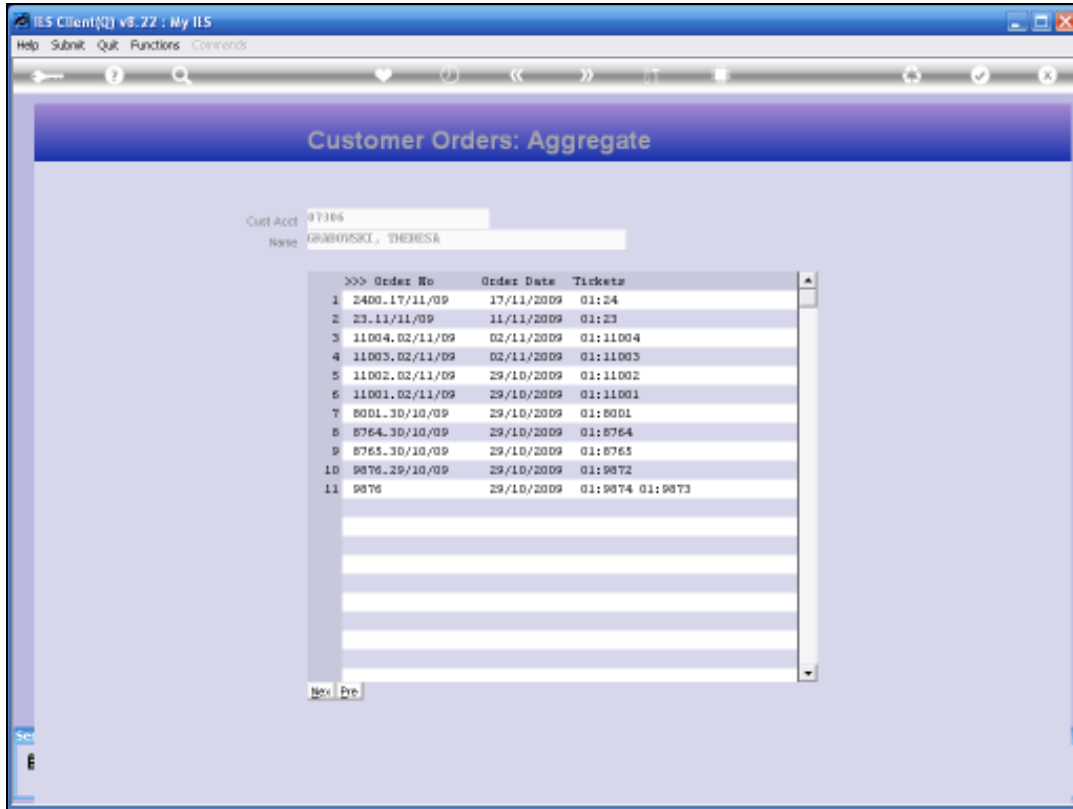 IES Client(Q) v8.22 : My IES
Help Submit Quit Functions Commands
Customer Orders: Aggregate
Cust Acct 07306
Name GRABOWSKI, THERESA
>>> Order No Order Date Tickets
1 2400.17/11/09 17/11/2009 01:24
2 23.11/11/09 11/11/2009 01:23
3 11004.02/11/09 02/11/2009 01:11004
4 11003.02/11/09 02/11/2009 01:11003
5 11002.02/11/09 29/10/2009 01:11002
6 11001.02/11/09 29/10/2009 01:11001
7 8001.30/10/09 29/10/2009 01:8001
8 8764.30/10/09 29/10/2009 01:8764
9 8765.30/10/09 29/10/2009 01:8765
10 9876.29/10/09 29/10/2009 01:9872
11 9876 29/10/2009 01:9874 01:9873
Nex Pre